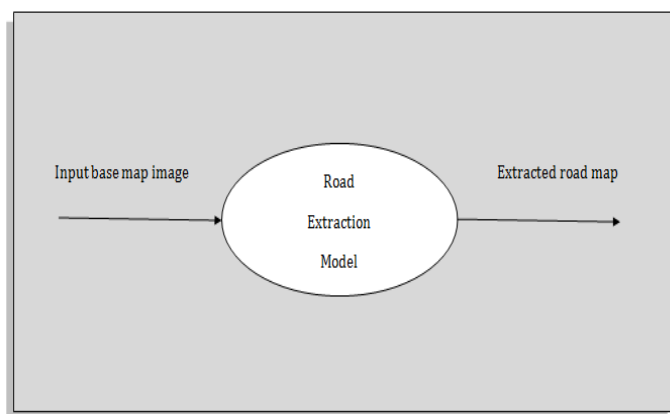 Input base map image
Extracted road map
Road
Extraction
Model